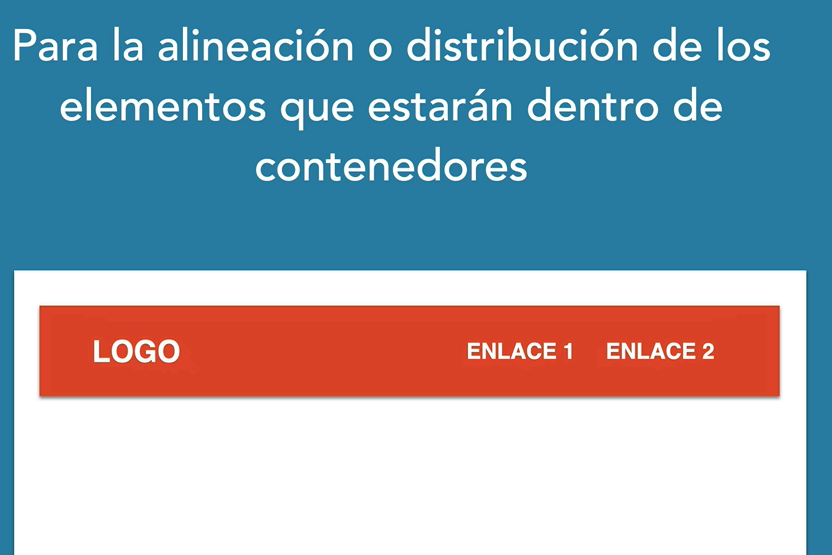 Para la alineación o distribución de los
elementos que estarán dentro de
contenedores
LOGO ENLACE 1 ENLACE 2